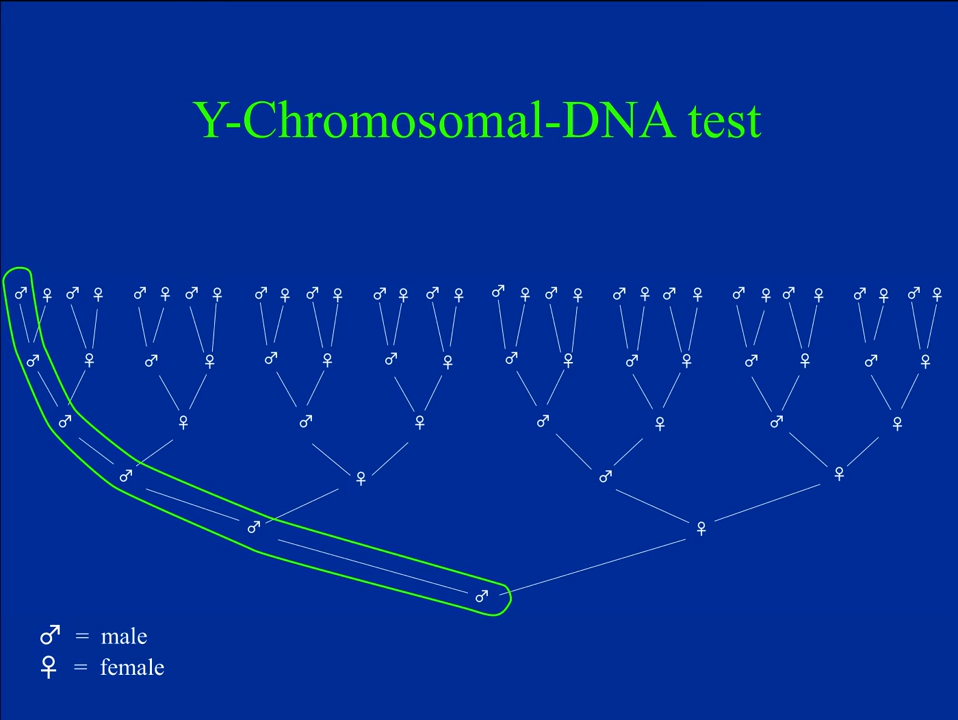 Y-Chromosomal-DNA test
♂ ♀ ♂ ♀ ♂ ♀ ♂ ♀ ♂ ♀ ♂ ♀ ♂ ♀ ♂ ♀ ♂ ♀ ♂ ♀ ♂ ♀ ♂ ♀ ♂ ♀ ♂ ♀ ♂ ♀ ♂ ♀
♂ ♀ ♂ ♀ ♂ ♀ ♂ ♀ ♂ ♀ ♂ ♀ ♂ ♀ ♂ ♀
♂ ♀ ♂ ♀ ♂ ♀ ♂ ♀
♂ ♀ ♂ ♀
♂ ♀
♂
♂ = male
♀ = female